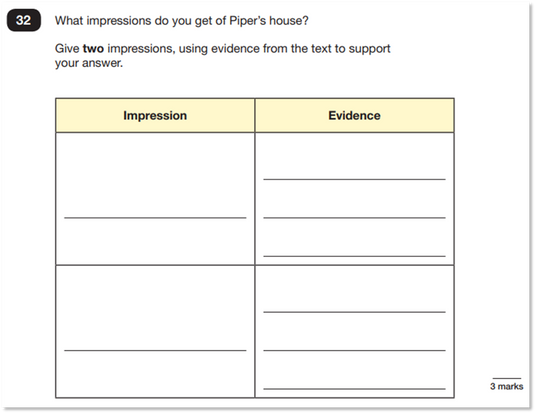 32 What impressions do you get of Piper’s house?
Give two impressions, using evidence from the text to support
your answer.
Impression Evidence
3 marks